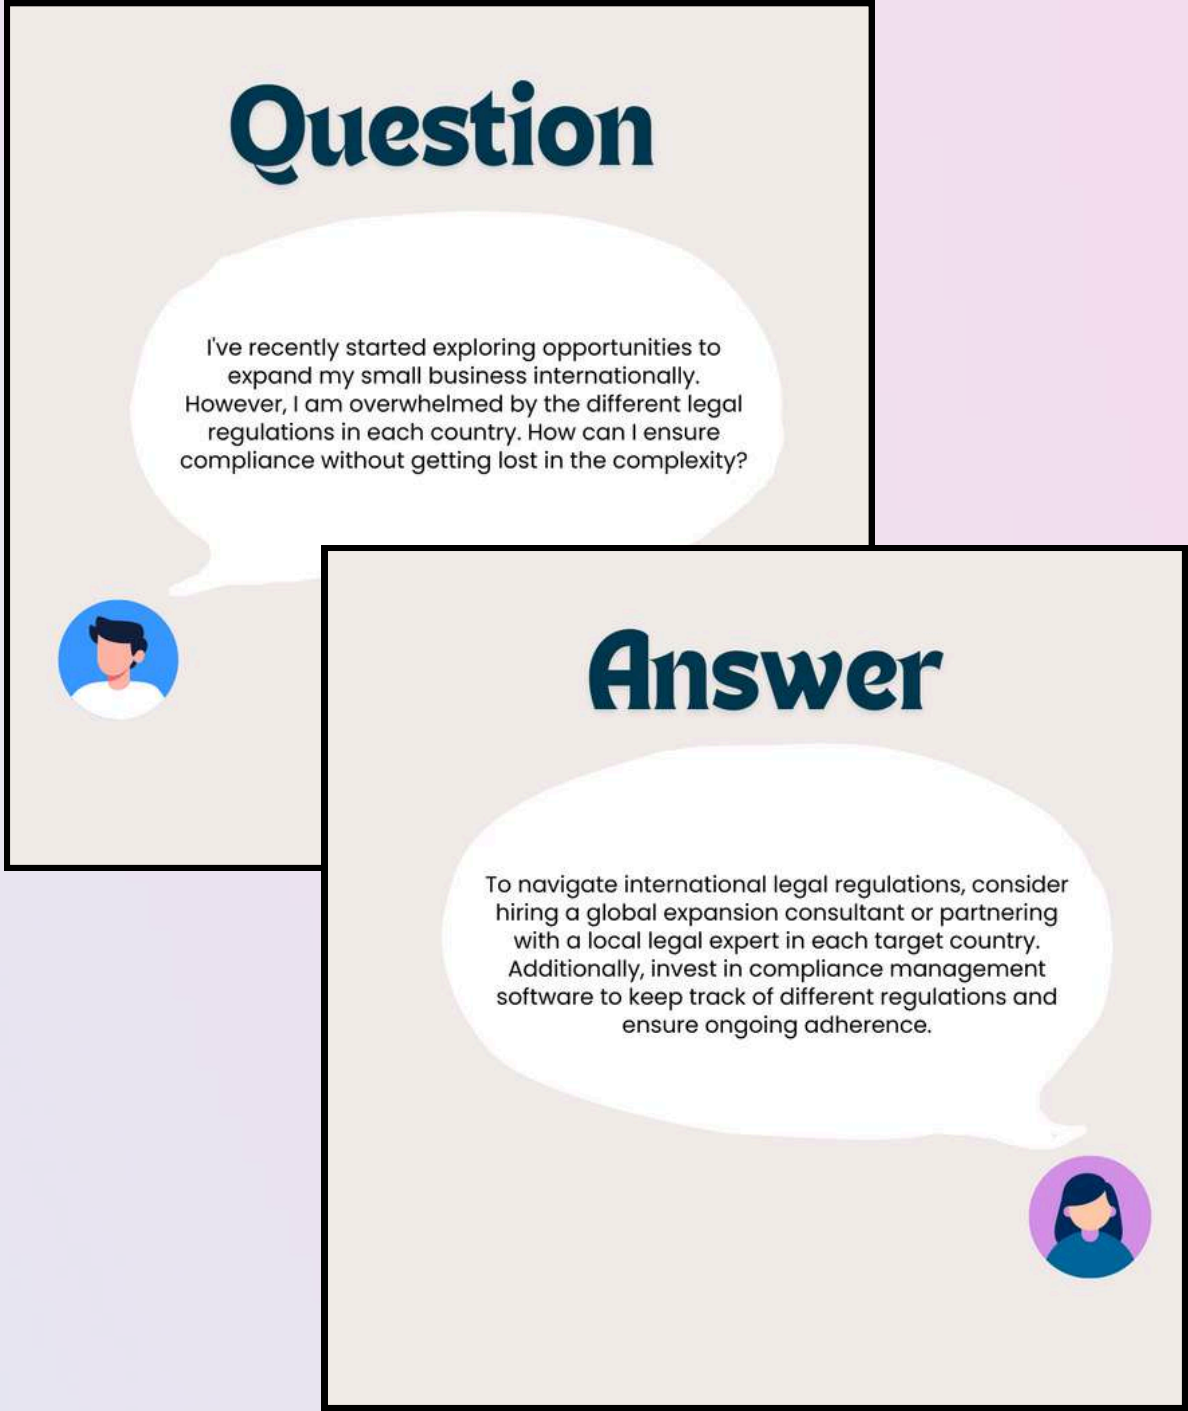 Question
I've recently started exploring opportunities to
expand my small business internationally.
However, I am overwhelmed by the different legal
regulations in each country. How can I ensure
compliance without getting lost in the complexity?
Answer
To navigate international legal regulations, consider
hiring a global expansion consultant or partnering
with a local legal expert in each target country.
Additionally, invest in compliance management
software to keep track of different regulations and
ensure ongoing adherence.